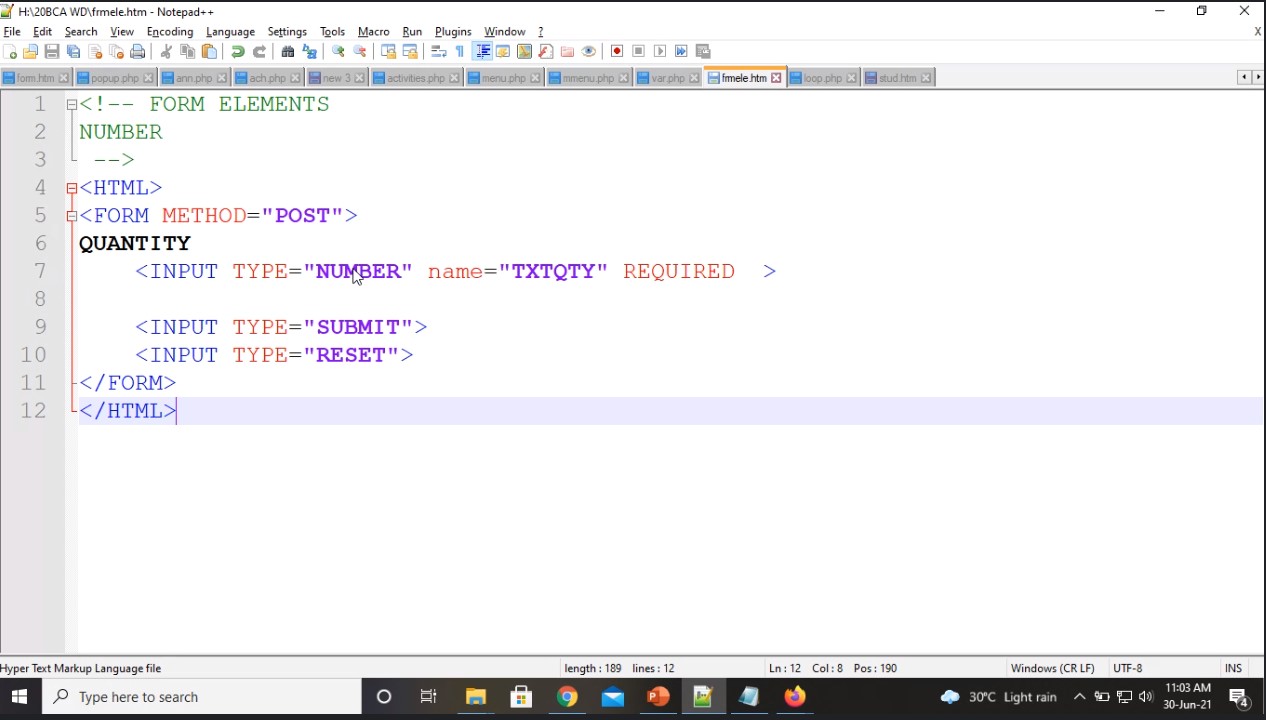 H:\20BCA WD\frmele.htm - Notepad++
File Edit Search View Encoding Language Settings Tools Macro Run Plugins Window ?
X
form.htm popup.php ann.php ach.php new 3 activities.php menu.php mmenu.php var.php frmele.htm loop.php stud.htm
1 <!-- FORM ELEMENTS
2 NUMBER
3 -->
4 <HTML>
5 <FORM METHOD="POST">
6 QUANTITY
7 <INPUT TYPE="NUMBER" name="TXTQTY" REQUIRED >
8
9 <INPUT TYPE="SUBMIT">
10 <INPUT TYPE="RESET">
11 </FORM>
12 </HTML>
Hyper Text Markup Language file length : 189 lines : 12 Ln : 12 Col : 8 Pos : 190 Windows (CR LF) UTF-8 INS
Type here to search 30°C Light rain 11:03 AM
30-Jun-21 4